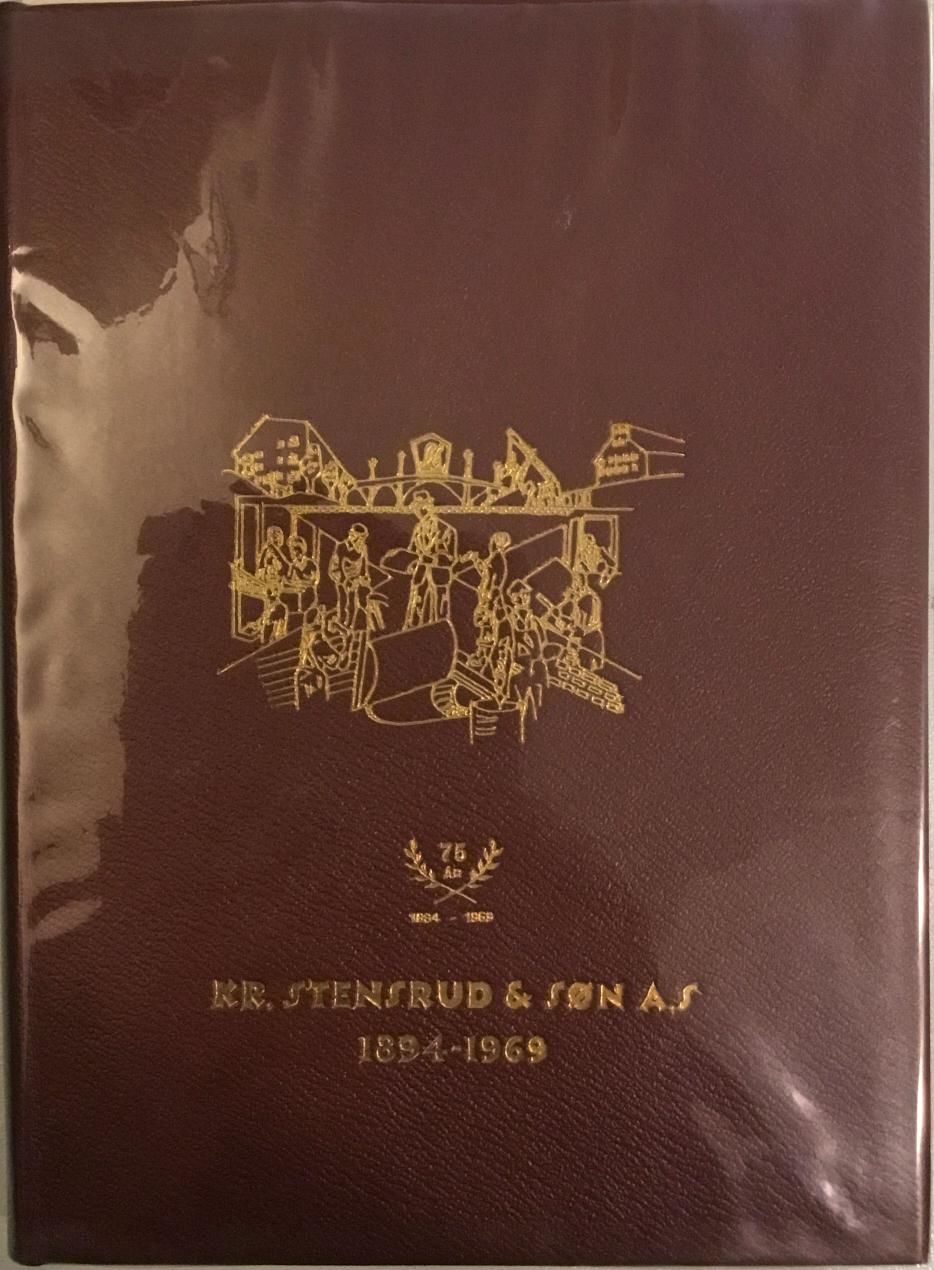 75
ÅR
1894 - 1969
KR. STENSRUD & SØN A.S
1894-1969